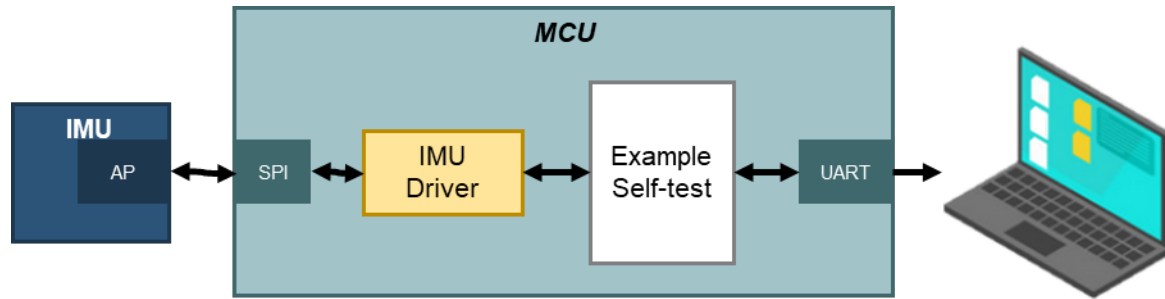 MCU
IMU
AP
SPI
IMU
Driver
Example
Self-test
UART